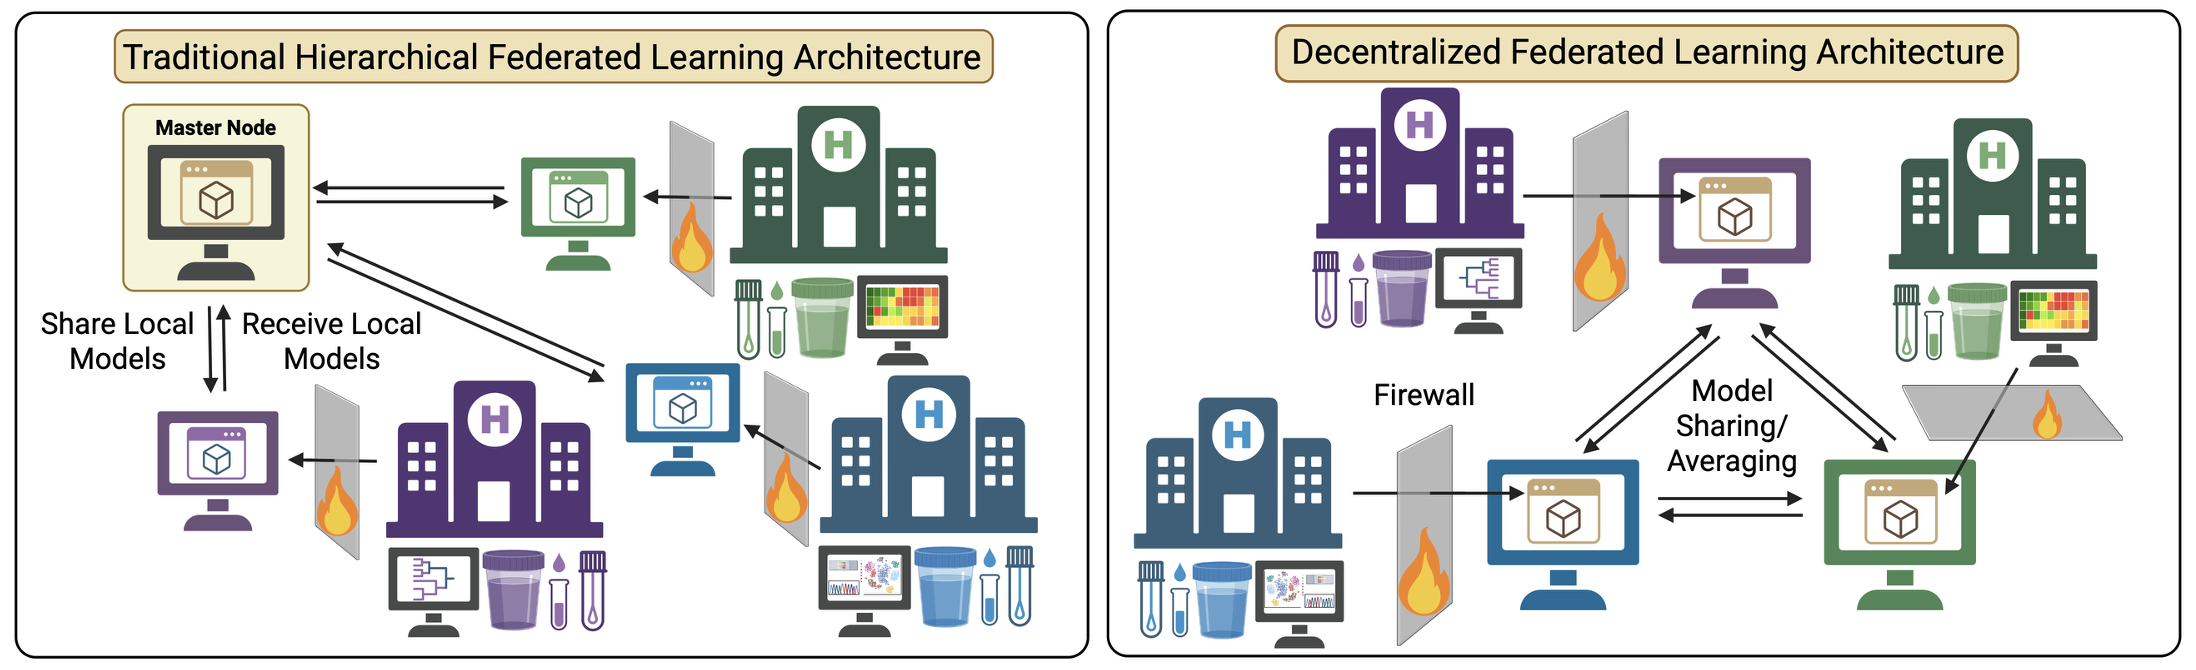 Traditional Hierarchical Federated Learning Architecture
Master Node
H
Share Local
Models
Receive Local
Models
H
H
Decentralized Federated Learning Architecture
H
H
Firewall
Model
Sharing/
Averaging
H